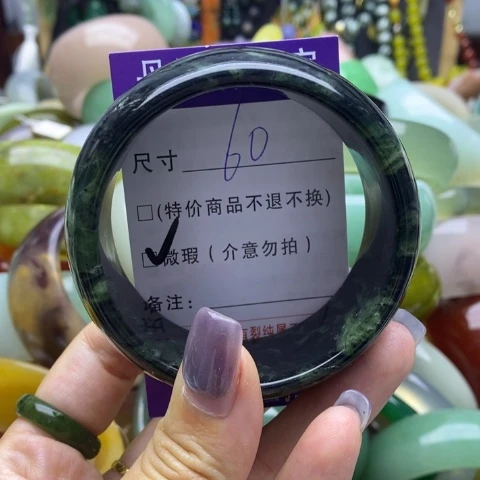 尺寸 60
□(特价商品不退不换)
☑微瑕(介意勿拍)
备注: